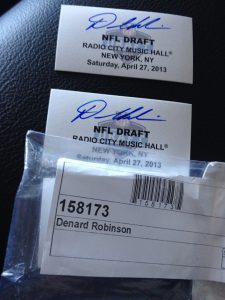 NFL DRAFT
RADIO CITY MUSIC HALL®
NEW YORK, NY
Saturday, April 27, 2013
NFL DRAFT
RADIO CITY MUSIC HALL®
NEW YORK, NY
Saturday, April 27, 2013
158173
158173
Denard Robinson